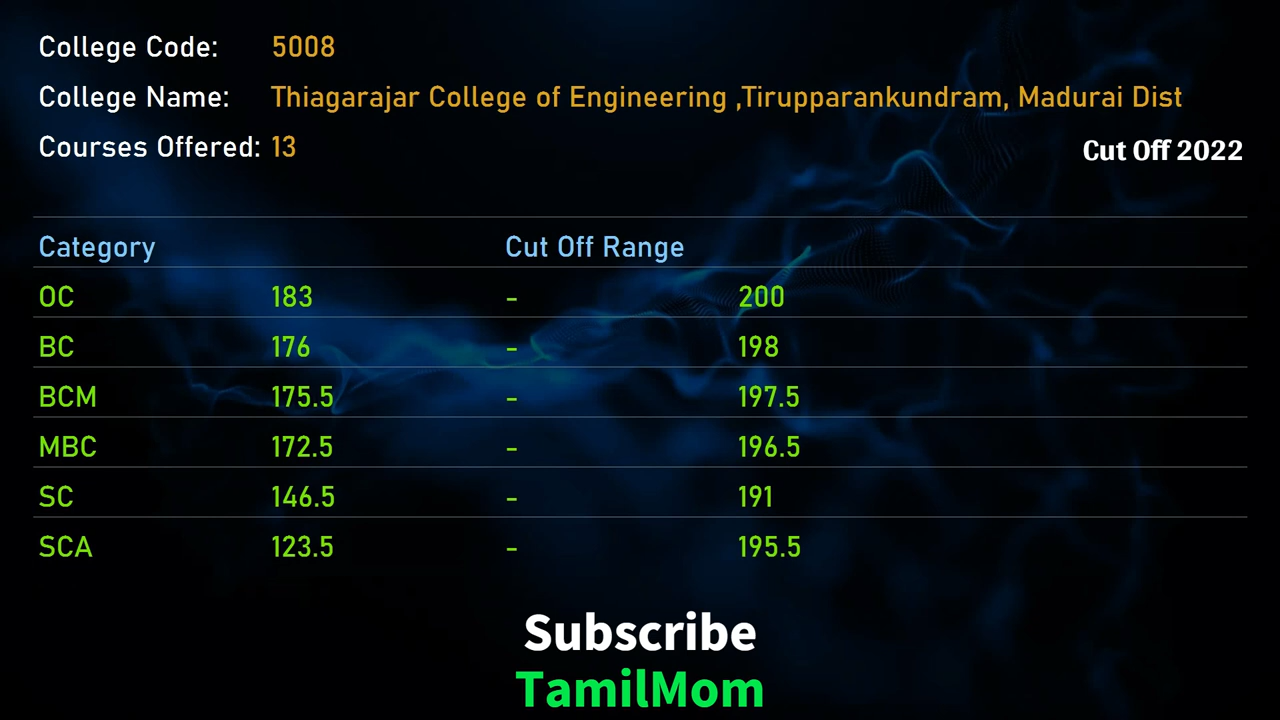 College Code: 5008
College Name: Thiagarajar College of Engineering ,Tirupparankundram, Madurai Dist
Courses Offered: 13
Cut Off 2022
Category Cut Off Range
OC 183 - 200
BC 176 - 198
BCM 175.5 - 197.5
MBC 172.5 - 196.5
SC 146.5 - 191
SCA 123.5 - 195.5
Subscribe
TamilMom